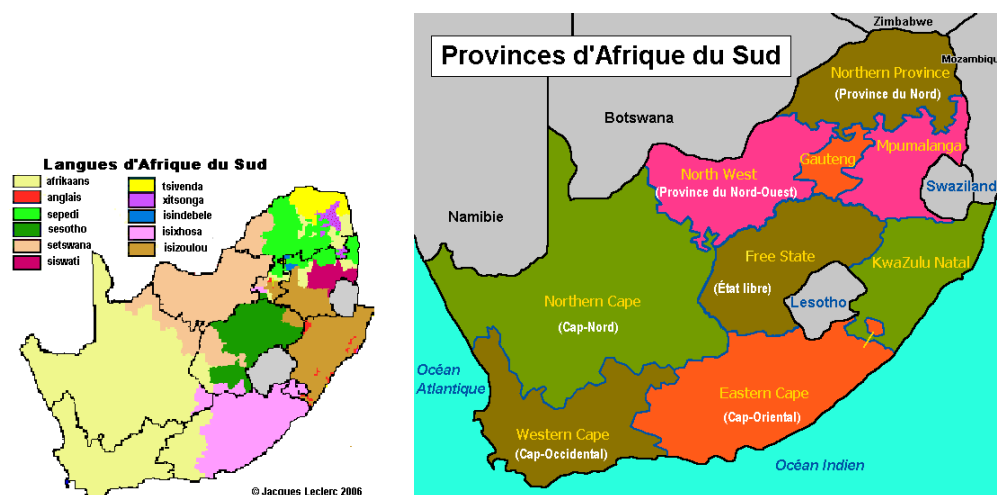 Langues d'Afrique du Sud
afrikaans
anglais
sepedi
sesotho
setswana
siswati
tsivenda
xitsonga
isindebele
isixhosa
isizoulou
© Jacques Leclerc 2006
Provinces d'Afrique du Sud
Zimbabwe
Mozambique
Northern Province
(Province du Nord)
Botswana
Mpumalanga
Gauteng
North West
(Province du Nord-Ouest)
Swaziland
Namibie
Free State
(État libre)
KwaZulu Natal
Lesotho
Northern Cape
(Cap-Nord)
Océan
Atlantique
Eastern Cape
(Cap-Oriental)
Western Cape
(Cap-Occidental)
Océan Indien